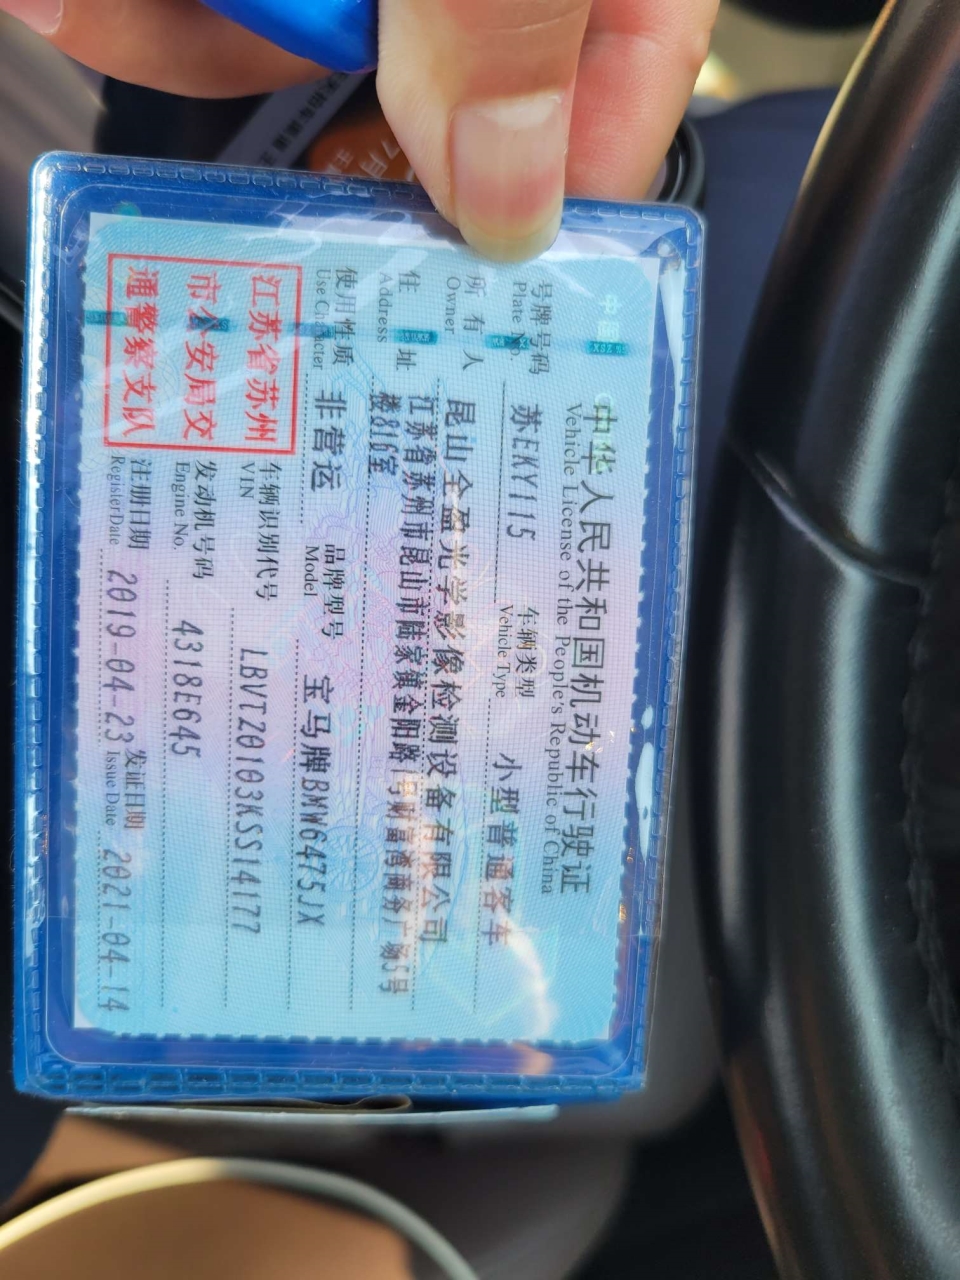 中华人民共和国机动车行驶证
Vehicle License of the People's Republic of China
号牌号码 苏EKY115 车辆类型 小型普通客车
Plate No. Vehicle Type
所有人 昆山全盈光学影像检测设备有限公司
Owner
住址 江苏省苏州市昆山市陆家镇金阳路1号财富湾商务广场5号
Address 楼816室
使用性质 非营运 品牌型号 宝马牌BMW6475JX
Use Character Model
江苏省苏州
市公安局交
通警察支队
车辆识别代号 LBVTZ0103KSS14177
VIN
发动机号码 4318E645
Engine No.
注册日期 2019-04-23 发证日期 2021-04-14
Register Date Issue Date